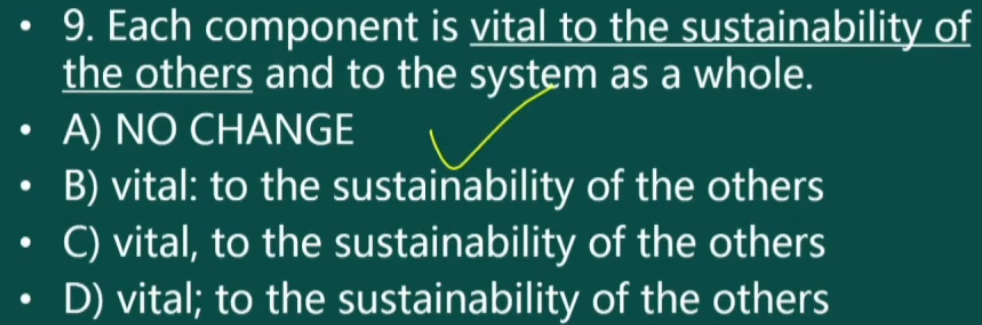 • 9. Each component is vital to the sustainability of
the others and to the system as a whole.
• A) NO CHANGE
• B) vital: to the sustainability of the others
• C) vital, to the sustainability of the others
• D) vital; to the sustainability of the others